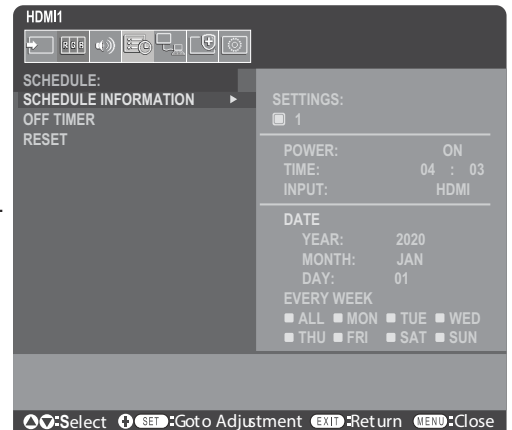 HDMI1
R G B
SCHEDULE:
SCHEDULE INFORMATION
OFF TIMER
RESET
SETTINGS:
1
POWER: ON
TIME: 04 : 03
INPUT: HDMI
DATE
YEAR: 2020
MONTH: JAN
DAY: 01
EVERY WEEK
ALL MON TUE WED
THU FRI SAT SUN
:Select SET :Goto Adjustment EXIT :Return MENU :Close